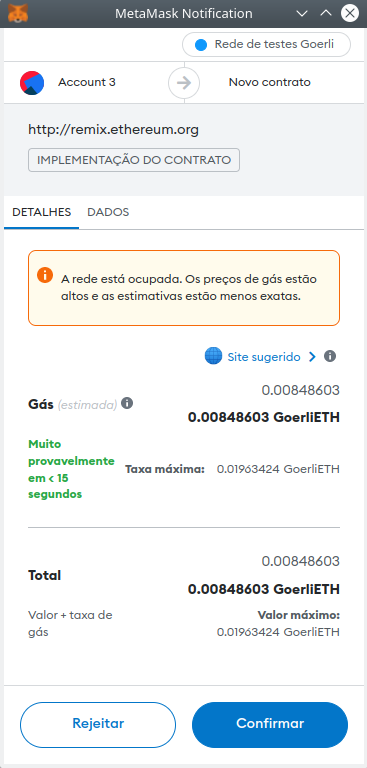 MetaMask Notification
Rede de testes Goerli
Account 3
Novo contrato
http://remix.ethereum.org
IMPLEMENTAÇÃO DO CONTRATO
DETALHES
DADOS
A rede está ocupada. Os preços de gás estão
altos e as estimativas estão menos exatas.
Site sugerido
0.00848603
Gás (estimada)
0.00848603 GoerliETH
Muito
provavelmente
em < 15
segundos
Taxa máxima: 0.01963424 GoerliETH
0.00848603
Total
0.00848603 GoerliETH
Valor + taxa de
gás
Valor máximo:
0.01963424 GoerliETH
Rejeitar
Confirmar